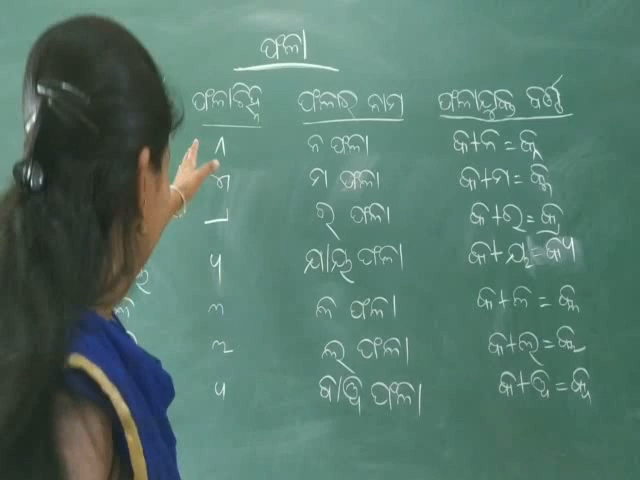 ଫଳା
ଫଳାଚିହ୍ନ ଫଳାର ନାମ ଫଳାଯୁକ୍ତ ବର୍ଣ୍ଣ
ନ ଫଳା କ+ନ=କ୍ନ
ମ ଫଳା କ+ମ=କ୍ମ
ର ଫଳା କ+ର=କ୍ର
ଯ/ୟ ଫଳା କ+ୟ=କ୍ୟ
ଳ ଫଳା କ+ଳ=କ୍ଳ
ଲ ଫଳା କ+ଲ=କ୍ଲ
ବ/ୱ ଫଳା କ+ୱ=କ୍ୱ